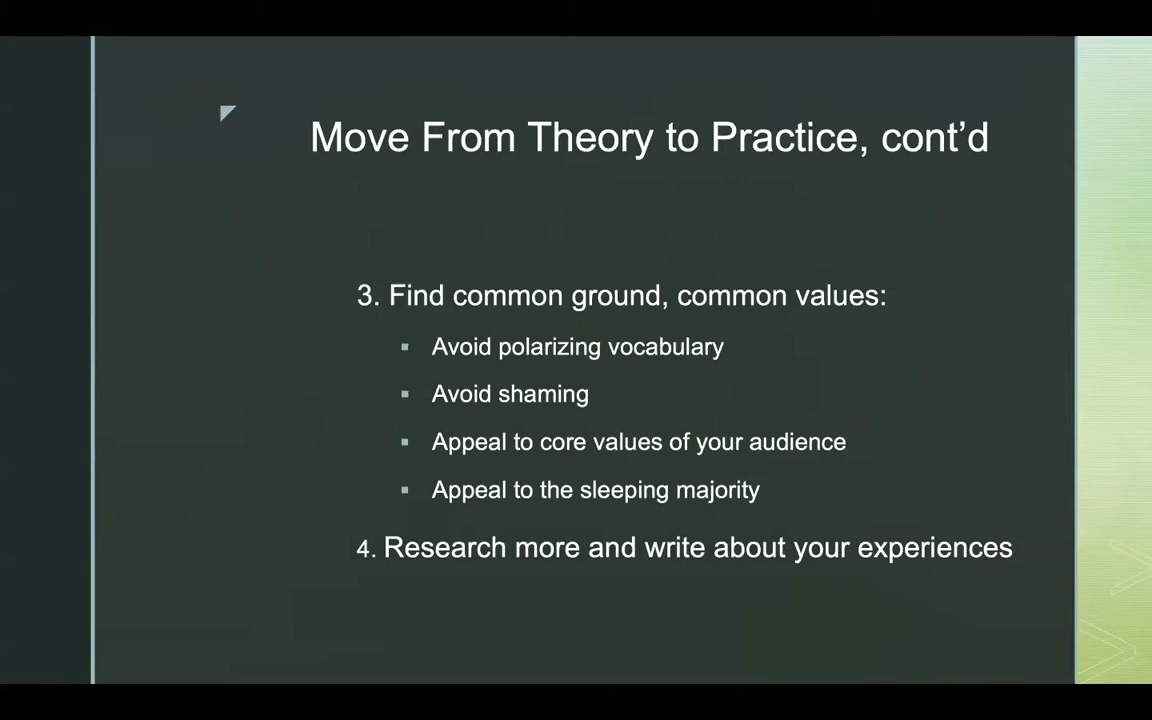 Move From Theory to Practice, cont’d
3. Find common ground, common values:
▪ Avoid polarizing vocabulary
▪ Avoid shaming
▪ Appeal to core values of your audience
▪ Appeal to the sleeping majority
4. Research more and write about your experiences